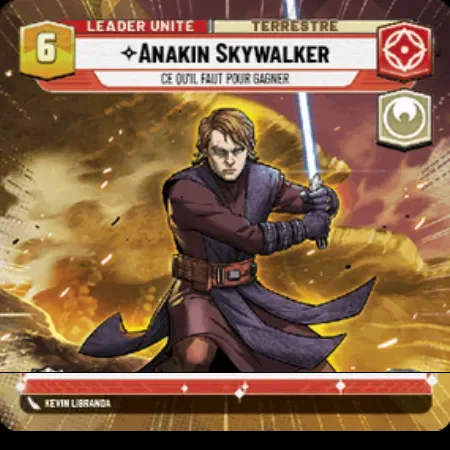 LEADER UNITÉ
TERRESTRE
6
ANAKIN SKYWALKER
CE QU'IL FAUT POUR GAGNER
KEVIN LIBRANDA